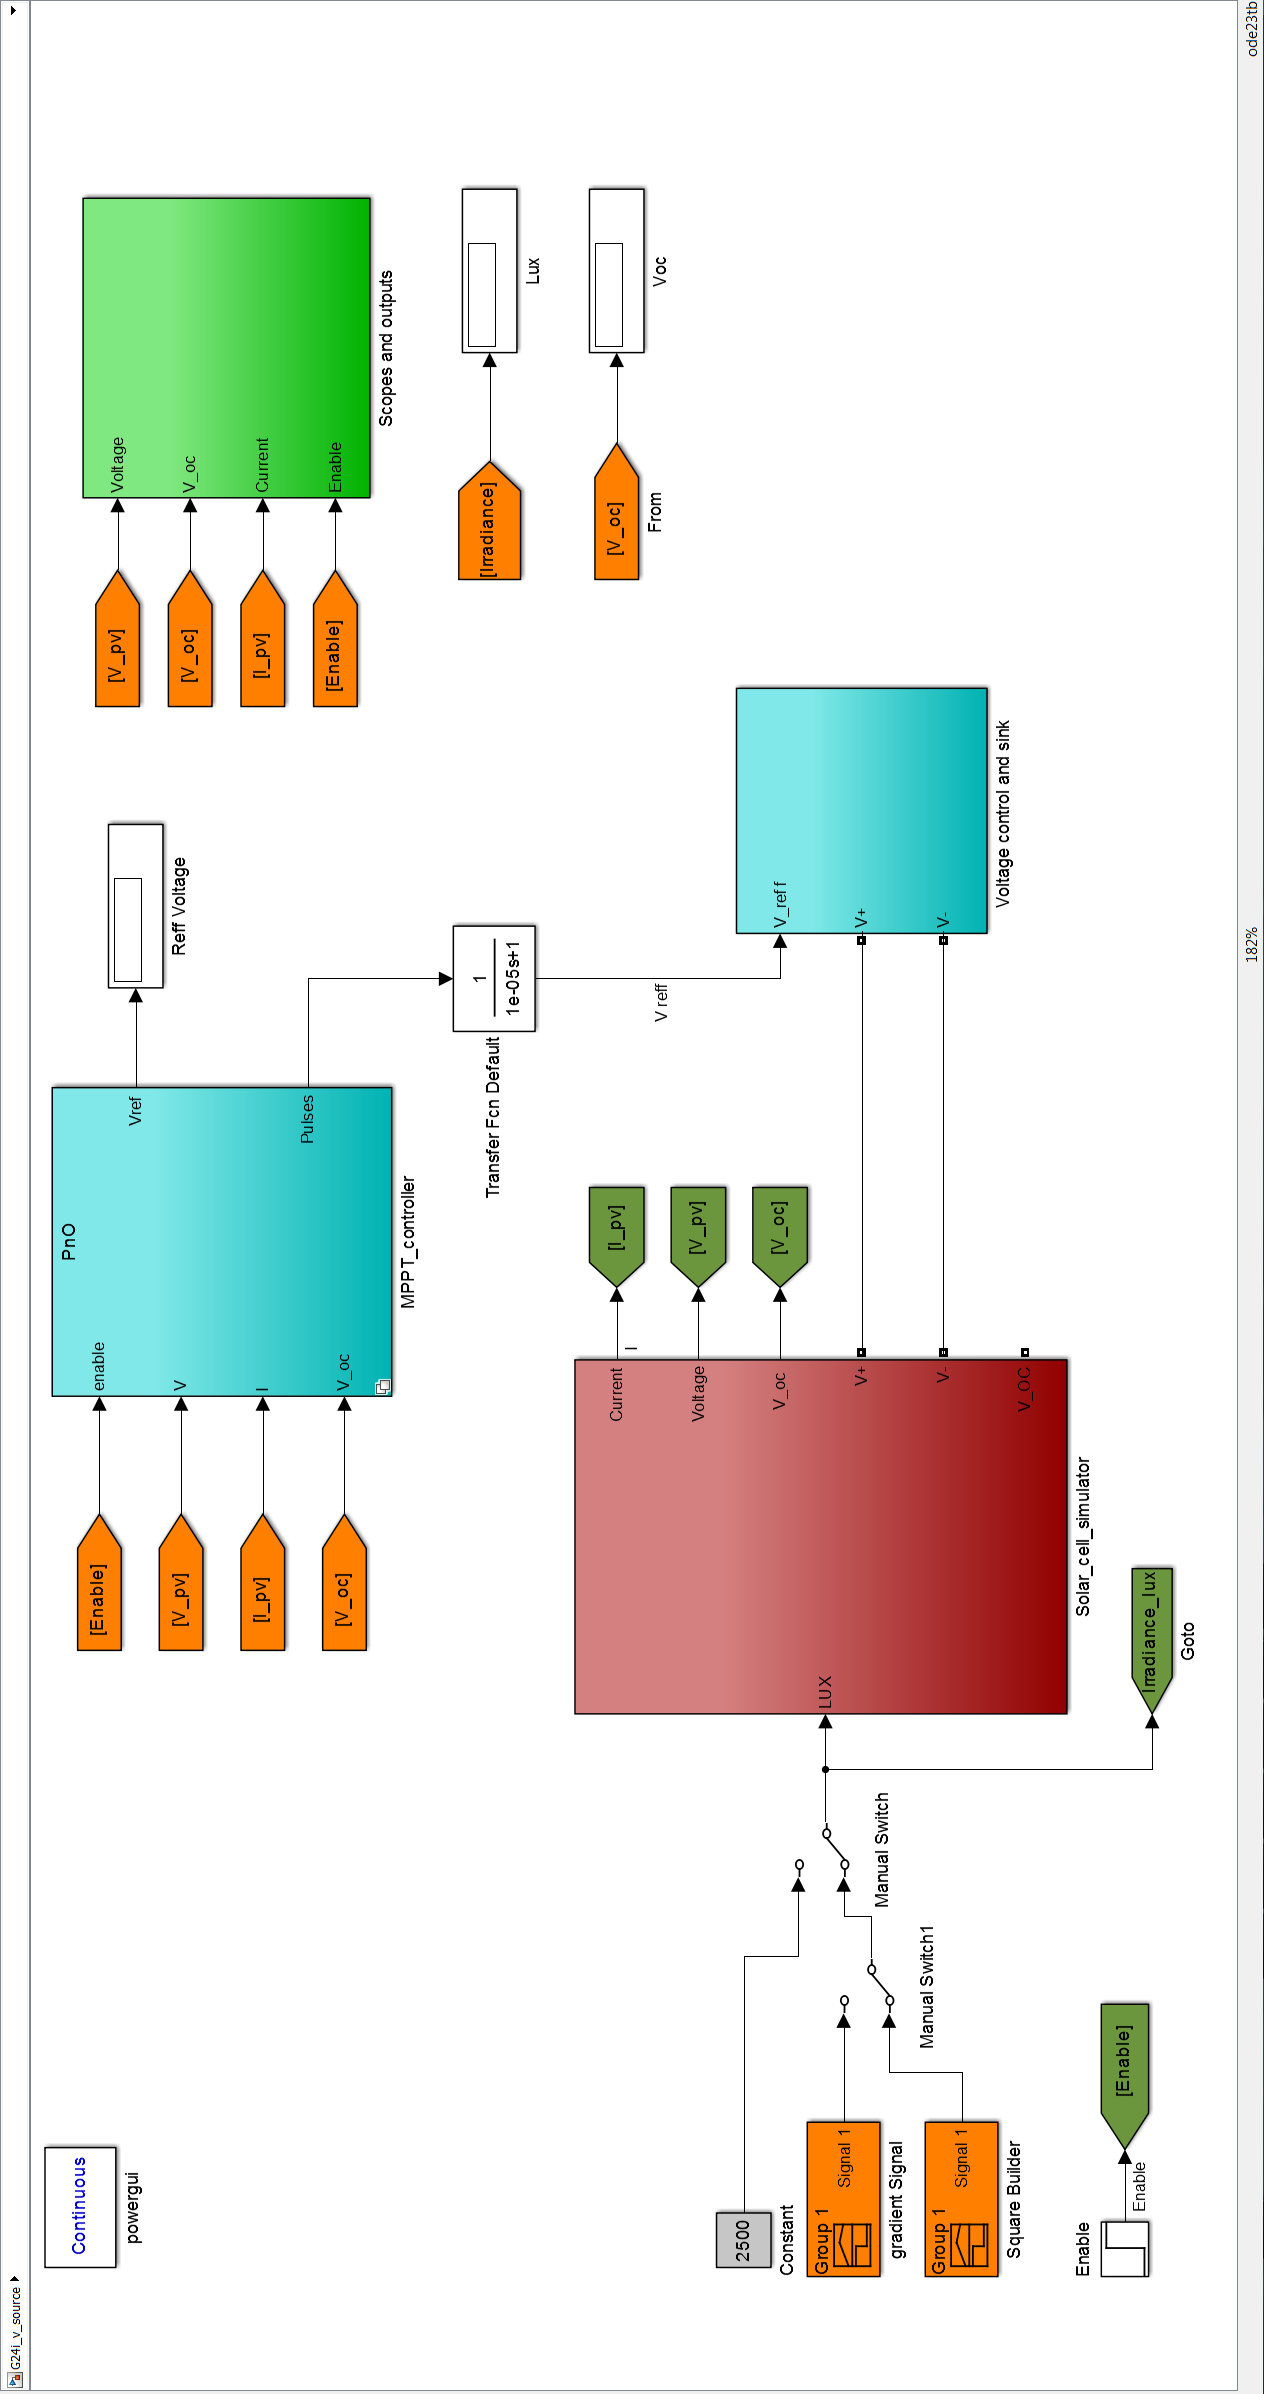 G24i_v_source
Continuous
powergui
[Enable]
[V_pv]
[I_pv]
[V_oc]
enable
V
I
V_oc
PnO
Vref
Pulses
MPPT_controller
Reff Voltage
[V_pv]
[V_oc]
[I_pv]
[Enable]
Voltage
V_oc
Current
Enable
Scopes and outputs
1
1e-05s+1
Transfer Fcn Default
V reff
[Irradiance]
Lux
[V_oc]
From
Voc
2500
Constant
Group 1
Signal 1
gradient Signal
Group 1
Signal 1
Square Builder
Manual Switch1
Manual Switch
LUX
Current
Voltage
V_oc
V+
V-
V_OC
Solar_cell_simulator
I
[I_pv]
[V_pv]
[V_oc]
V_reff
V+
V-
Voltage control and sink
Irradiance_lux
Goto
Enable
Enable
[Enable]
182%
ode23tb